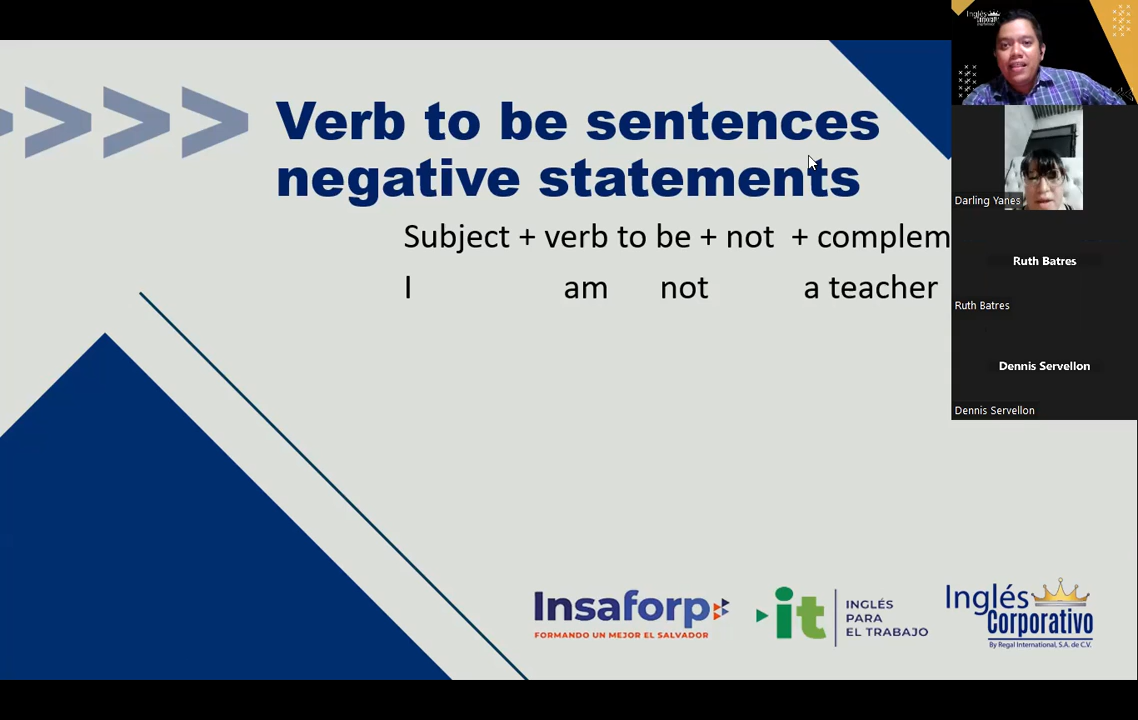 Verb to be sentences
negative statements
Subject + verb to be + not + complem
I am not a teacher
Insaforp
FORMANDO UN MEJOR EL SALVADOR
it
INGLÉS
PARA
EL TRABAJO
Inglés
Corporativo
By Regal International, S.A. de C.V.
Inglés
Darling Yanes
Ruth Batres
Ruth Batres
Dennis Servellon
Dennis Servellon